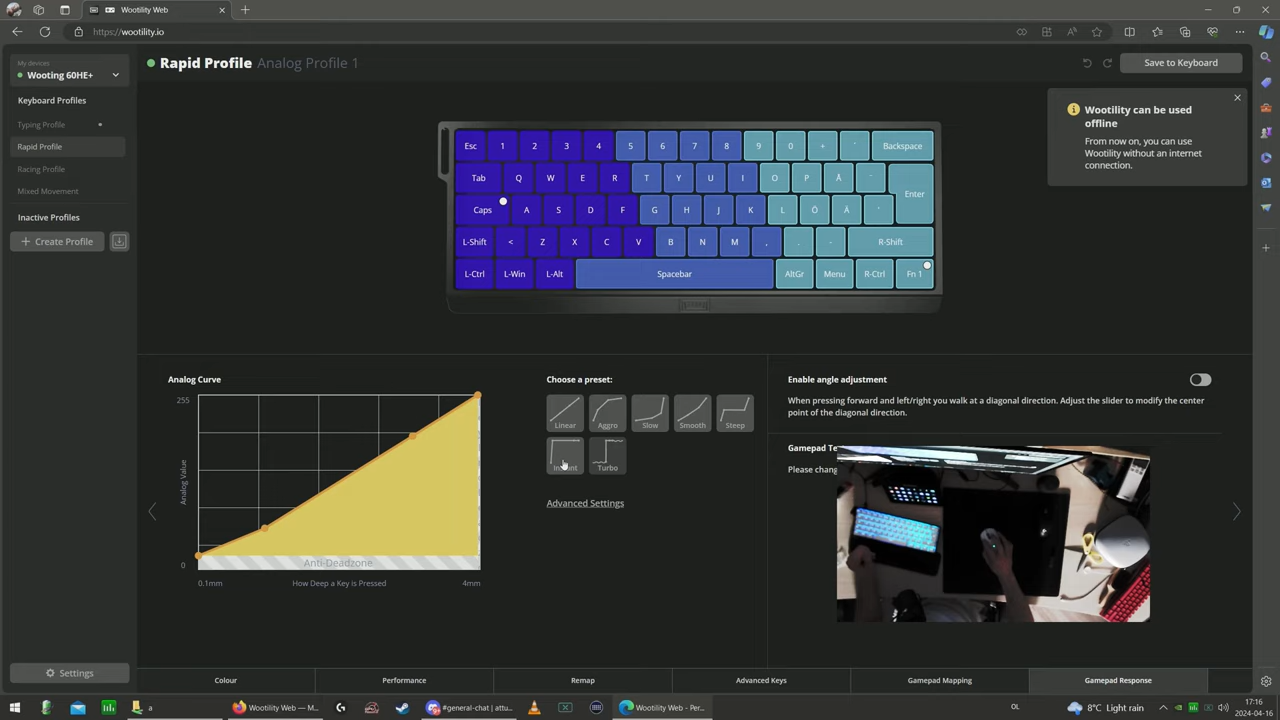 Wootility Web
https://wootility.io
My devices
Wooting 60HE+
Keyboard Profiles
Typing Profile
Rapid Profile
Racing Profile
Mixed Movement
Inactive Profiles
Create Profile
Settings
Rapid Profile Analog Profile 1
Save to Keyboard
Wootility can be used
offline
From now on, you can use
Wootility without an internet
connection.
Esc 1 2 3 4 5 6 7 8 9 0 + ´ Backspace
Tab Q W E R T Y U I O P Å ¨ Enter
Caps A S D F G H J K L Ö Ä '
L-Shift < Z X C V B N M , . - R-Shift
L-Ctrl L-Win L-Alt Spacebar AltGr Menu R-Ctrl Fn 1
Analog Curve
255
Analog Value
0
Anti-Deadzone
0.1mm How Deep a Key is Pressed 4mm
Choose a preset:
Linear Aggro Slow Smooth Steep
Instant Turbo
Advanced Settings
Enable angle adjustment
When pressing forward and left/right you walk at a diagonal direction. Adjust the slider to modify the center
point of the diagonal direction.
Gamepad Te
Please chang
Colour Performance Remap Advanced Keys Gamepad Mapping Gamepad Response
a
Wootility Web —
#general-chat | attu...
Wootility Web - Per...
OL
8°C Light rain
17:16
2024-04-16